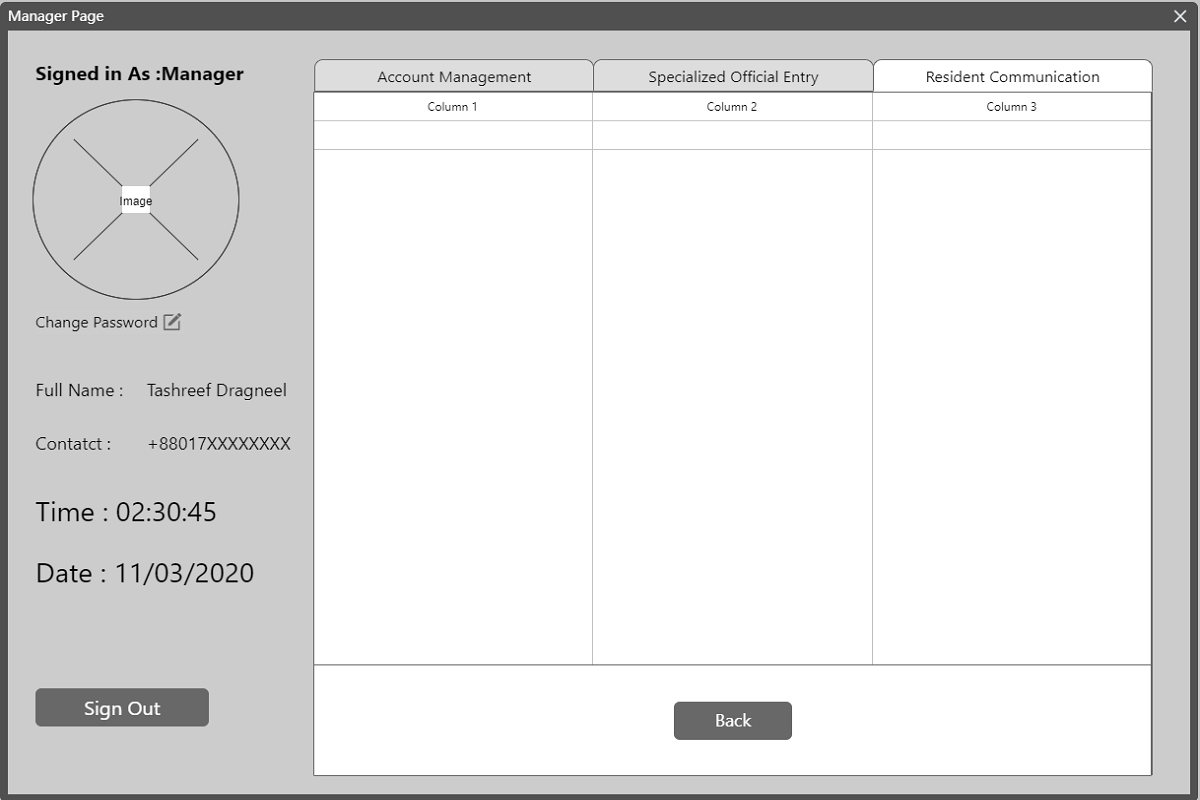 Manager Page
Signed in As :Manager
Image
Change Password
Full Name : Tashreef Dragneel
Contatct : +88017XXXXXXXX
Time : 02:30:45
Date : 11/03/2020
Sign Out
Account Management Specialized Official Entry Resident Communication
Column 1 Column 2 Column 3
Back